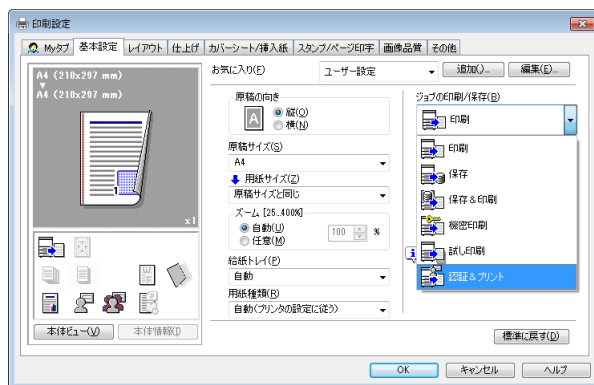 印刷設定
Myタブ 基本設定 レイアウト 仕上げ カバーシート/挿入紙 スタンプ/ページ印字 画像品質 その他
A4 (210x297 mm)
A4 (210x297 mm)
1
x1
本体ビュー(V) 本体情報(I)
お気に入り(F) ユーザー設定 追加()... 編集(E)...
原稿の向き
A
縦(O)
横(N)
原稿サイズ(S)
A4
用紙サイズ(Z)
原稿サイズと同じ
ズーム [25..400%]
自動(U)
任意(M)
100 %
給紙トレイ(P)
自動
用紙種類(R)
自動(プリンタの設定に従う)
ジョブの印刷/保存(B)
印刷
印刷
保存
保存 & 印刷
機密印刷
試し印刷
認証 & プリント
標準に戻す(D)
OK キャンセル ヘルプ